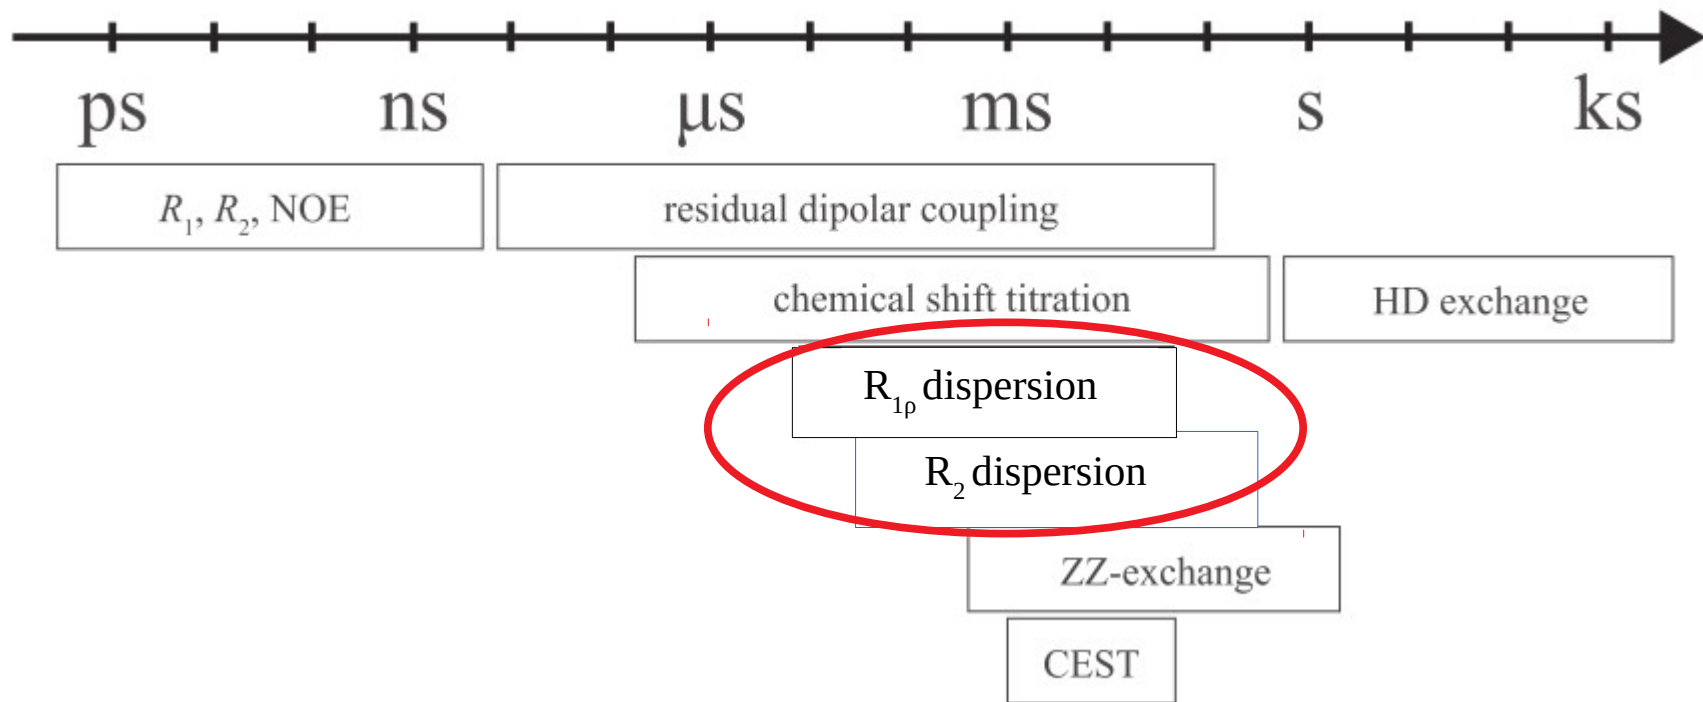 ps ns μs ms s ks
R₁, R₂, NOE residual dipolar coupling
chemical shift titration HD exchange
R₁ᵨ dispersion
R₂ dispersion
ZZ-exchange
CEST